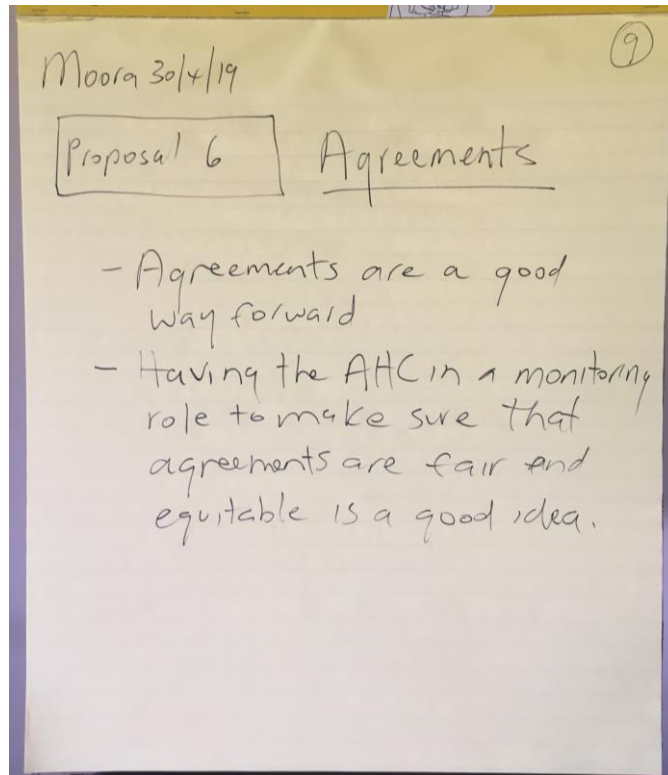 9
Moora 30/4/19
Proposal 6 Agreements
- Agreements are a good
way forward
- Having the AHC in a monitoring
role to make sure that
agreements are fair and
equitable is a good idea.